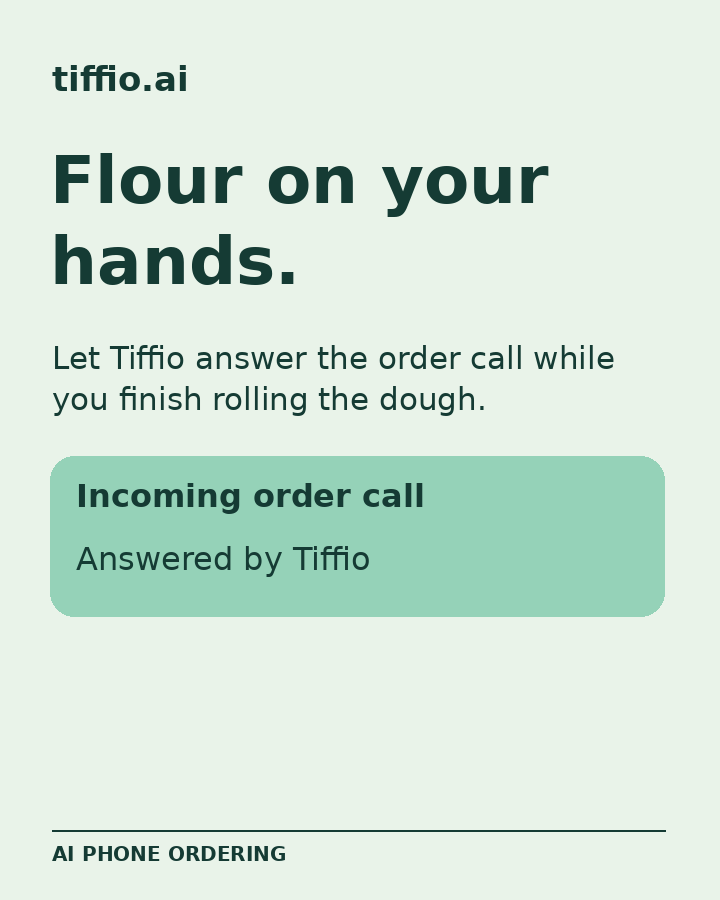 tiffio.ai
Flour on your
hands.
Let Tiffio answer the order call while
you finish rolling the dough.
Incoming order call
Answered by Tiffio
AI PHONE ORDERING